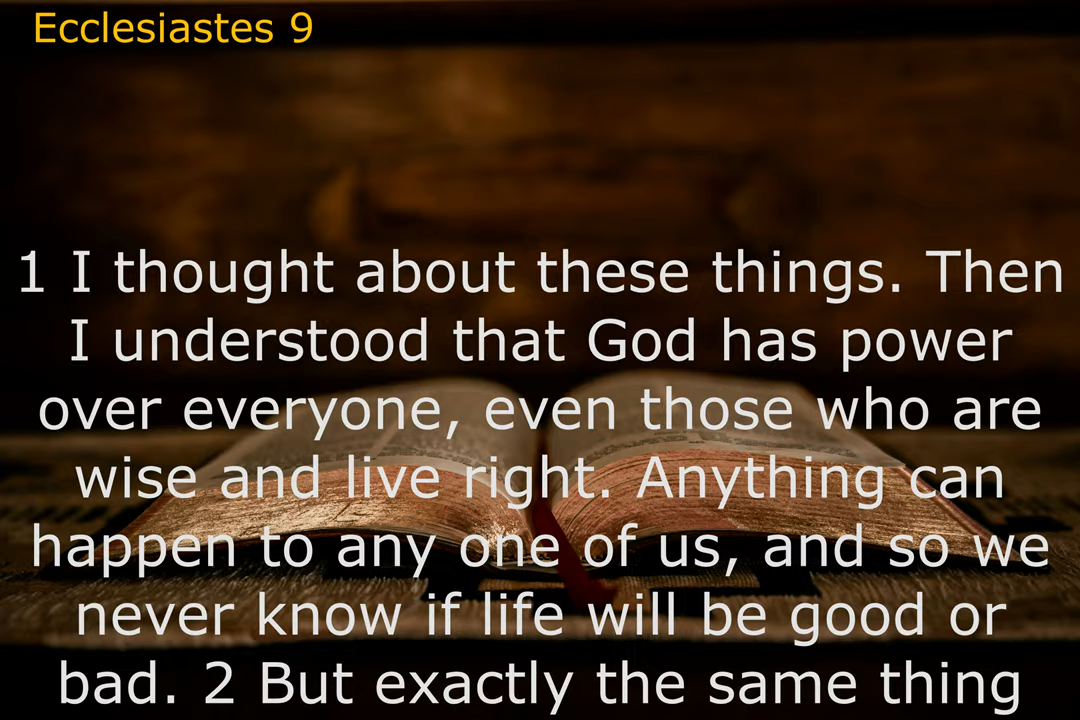 Ecclesiastes 9
1 I thought about these things. Then
I understood that God has power
over everyone, even those who are
wise and live right. Anything can
happen to any one of us, and so we
never know if life will be good or
bad. 2 But exactly the same thing